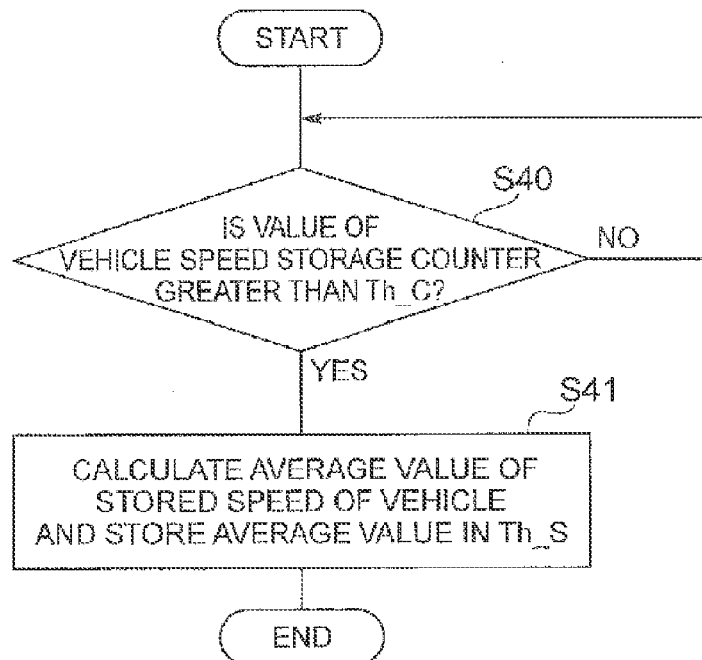 START
S40
IS VALUE OF
VEHICLE SPEED STORAGE COUNTER
GREATER THAN Th_C?
NO
YES
S41
CALCULATE AVERAGE VALUE OF
STORED SPEED OF VEHICLE
AND STORE AVERAGE VALUE IN Th_S
END